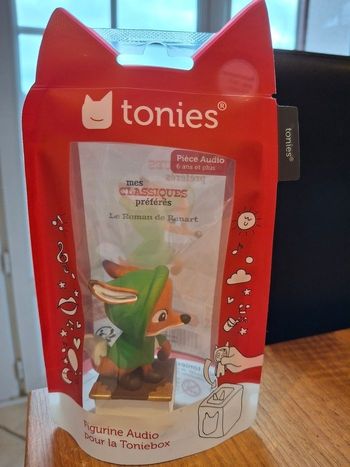 tonies®
tonies®
Pièce Audio
6 ans et plus
mes
CLASSIQUES
préférés
Le Roman de Renart
Figurine Audio
pour la Toniebox